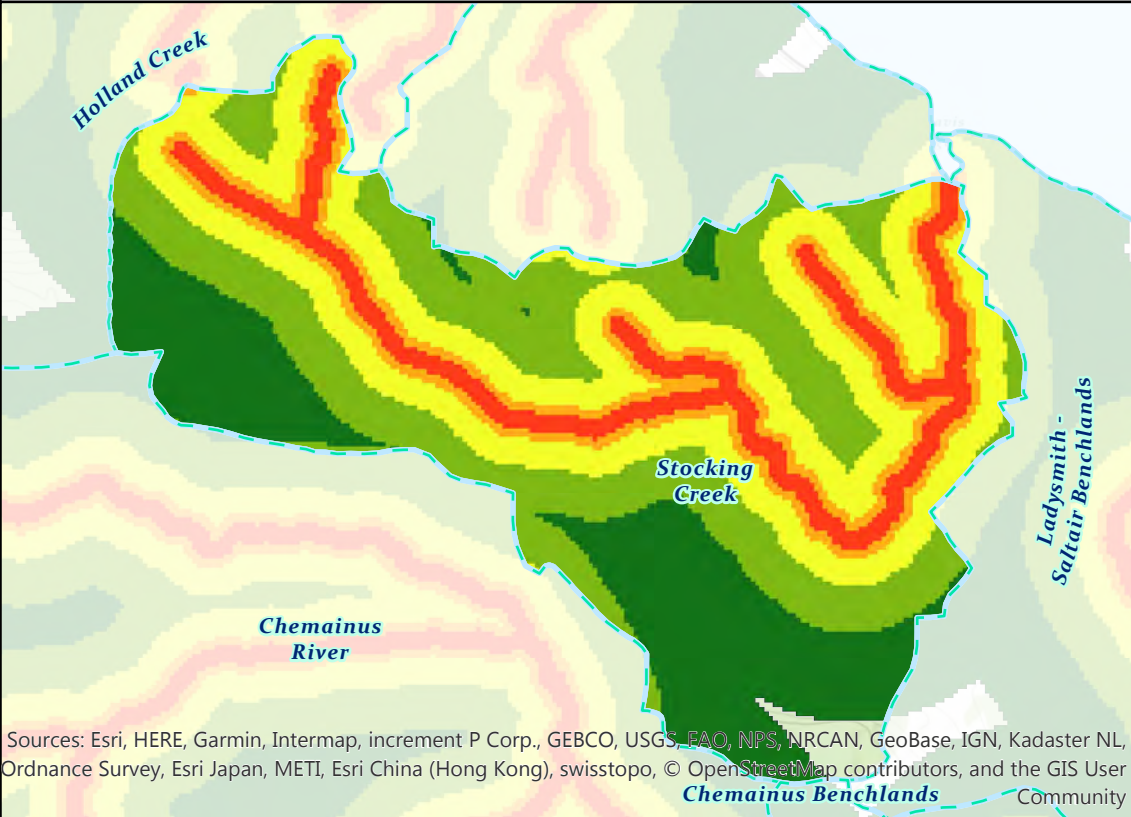 Holland Creek
Ladysmith -
Saltair Benchlands
Stocking
Creek
Chemainus
River
Sources: Esri, HERE, Garmin, Intermap, increment P Corp., GEBCO, USGS, FAO, NPS, NRCAN, GeoBase, IGN, Kadaster NL,
Ordnance Survey, Esri Japan, METI, Esri China (Hong Kong), swisstopo, © OpenStreetMap contributors, and the GIS User
Community
Chemainus Benchlands